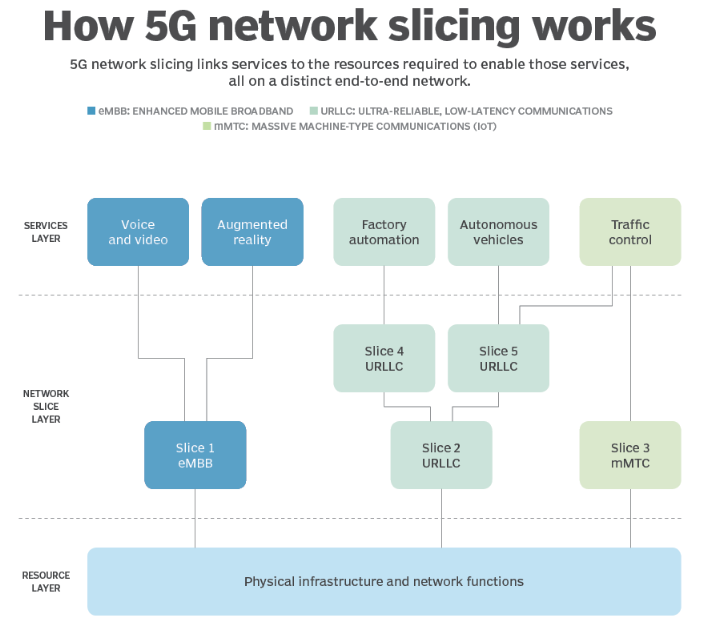 How 5G network slicing works
5G network slicing links services to the resources required to enable those services,
all on a distinct end-to-end network.
eMBB: ENHANCED MOBILE BROADBAND URLLC: ULTRA-RELIABLE, LOW-LATENCY COMMUNICATIONS
mMTC: MASSIVE MACHINE-TYPE COMMUNICATIONS (IoT)
SERVICES
LAYER
Voice
and video
Augmented
reality
Factory
automation
Autonomous
vehicles
Traffic
control
NETWORK
SLICE
LAYER
Slice 4
URLLC
Slice 5
URLLC
Slice 1
eMBB
Slice 2
URLLC
Slice 3
mMTC
RESOURCE
LAYER
Physical infrastructure and network functions